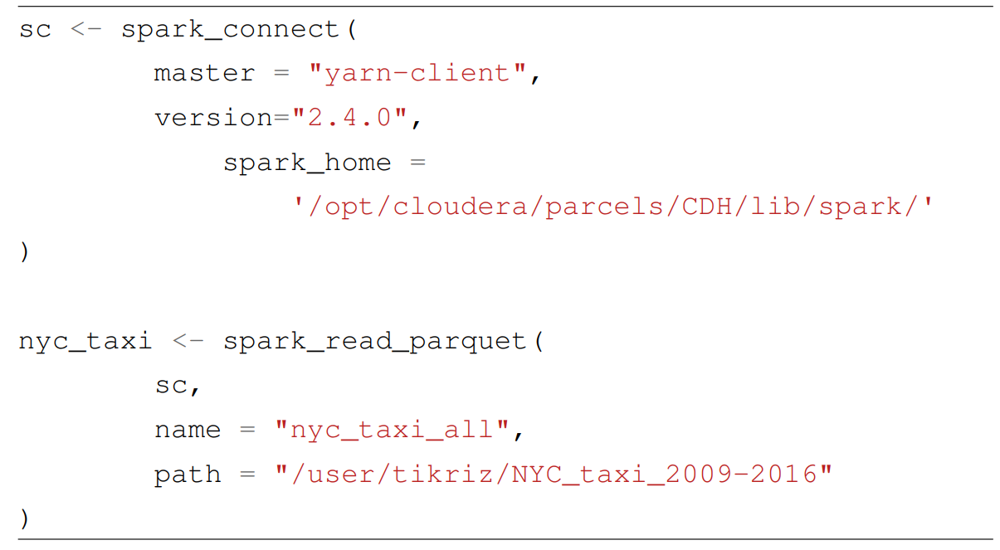 sc <- spark_connect(
master = "yarn-client",
version="2.4.0",
spark_home =
'/opt/cloudera/parcels/CDH/lib/spark/'
)
nyc_taxi <- spark_read_parquet(
sc,
name = "nyc_taxi_all",
path = "/user/tikriz/NYC_taxi_2009-2016"
)